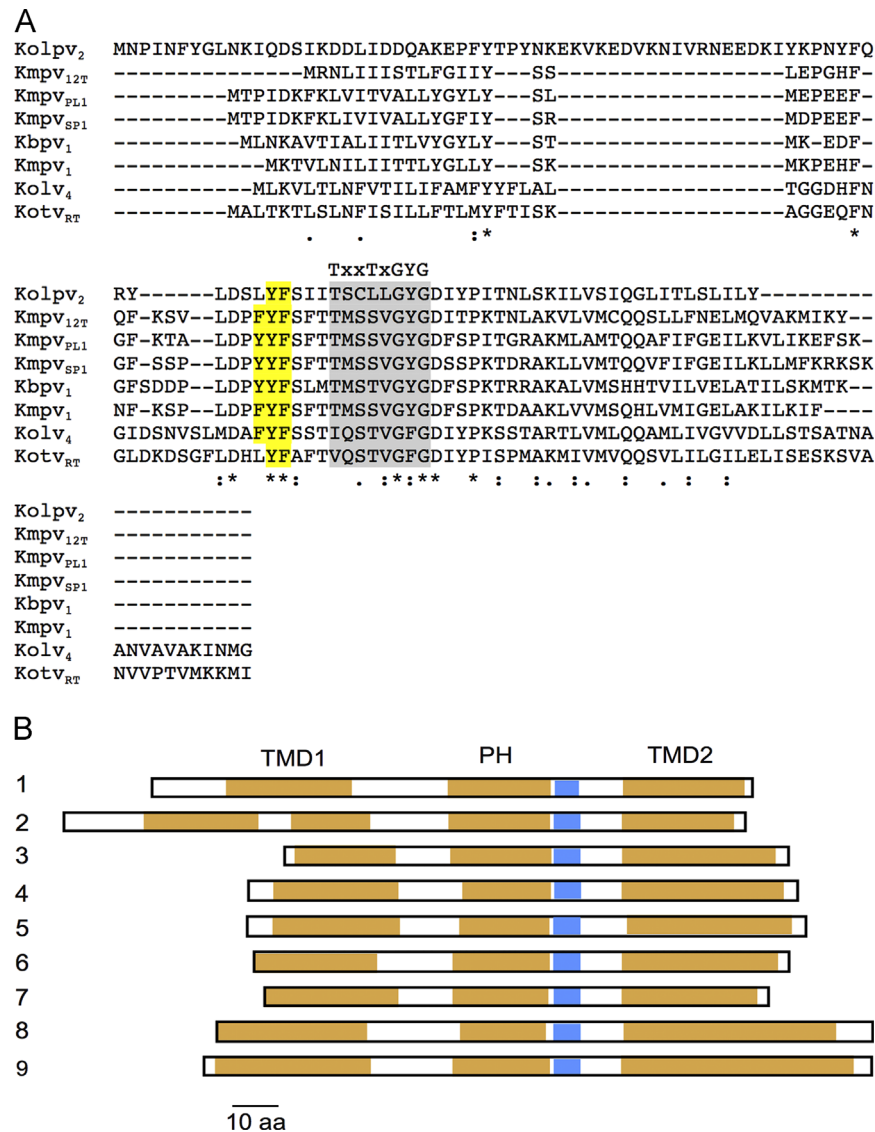 A
Kolpv2 MNPINFYGLNKIQDSIKDDLIDDQAKEPFYTPYNKEKVKEDVKNIVRNEEDKIYKPNYFQ
Kmpv12T ---------------MRNLIIISTLFGIIY---SS------------------LEPGHF-
KmpvPL1 ---------MTPIDKFKLVITVALLYGYLY---SL------------------MEPEEF-
KmpvSP1 ---------MTPIDKFKLVIIVALLYGFIY---SR------------------MDPEEF-
Kbpv1 ----------MLNKAVTIALIITLVYGYLY---ST------------------MK-EDF-
Kmpv1 ------------MKTVLNILIITTLYGLLY---SK------------------MKPEHF-
Kolv4 -----------MLKVLTLNFVTILIFAMFYYFLAL------------------TGGDHFN
KotvRT ---------MALTKTLSLNFISILLFTLMYFTISK------------------AGGEQFN
. . :* *
TxxTxGYG
Kolpv2 RY------LDSLYFSIITSCLLGYGDIYPITNLSKILVSIQGLITLSLILY---------
Kmpv12T QF-KSV--LDPFYFSFTTMSSVGYGDITPKTNLAKVLVMCQQSLLFNELMQVAKMIKY--
KmpvPL1 GF-KTA--LDPYYFSFTTMSSVGYGDFSPITGRAKMLAMTQQAFIFIGEILKVLIKEFSK-
KmpvSP1 GF-SSP--LDPYYFSFTTMSSVGYGDFSPKTDRAKLLVMTQQVFIFIGEILKLLMKFRKSK
Kbpv1 GFSDDP--LDPYYFSLMTMSTVGYGDFSPKTRRAKALVMSHHTVILVELATILSKMTK--
Kmpv1 NF-KSP--LDPFYFSFTTMSSVGYGDFSPKTDAAKLVVMSQHLVMIGELAKILKIF----
Kolv4 GIDSNVSLMDAFYFSSTIQSTVGFGDIYPKSSTARTLVMLQQAMLIVGVVDLLSTSATNA
KotvRT GLDKDSGFLDHLYFAFTVQSTVGFGDIYPISPMAKMIVMVQQSVLILGILELISESKSVA
:* **: .:*:** * : :.:. : . :
Kolpv2 -----------
Kmpv12T -----------
KmpvPL1 -----------
KmpvSP1 -----------
Kbpv1 -----------
Kmpv1 -----------
Kolv4 ANVAVAKINMG
KotvRT NVVPTVMKKMI
B
TMD1 PH TMD2
1
2
3
4
5
6
7
8
9
10 aa